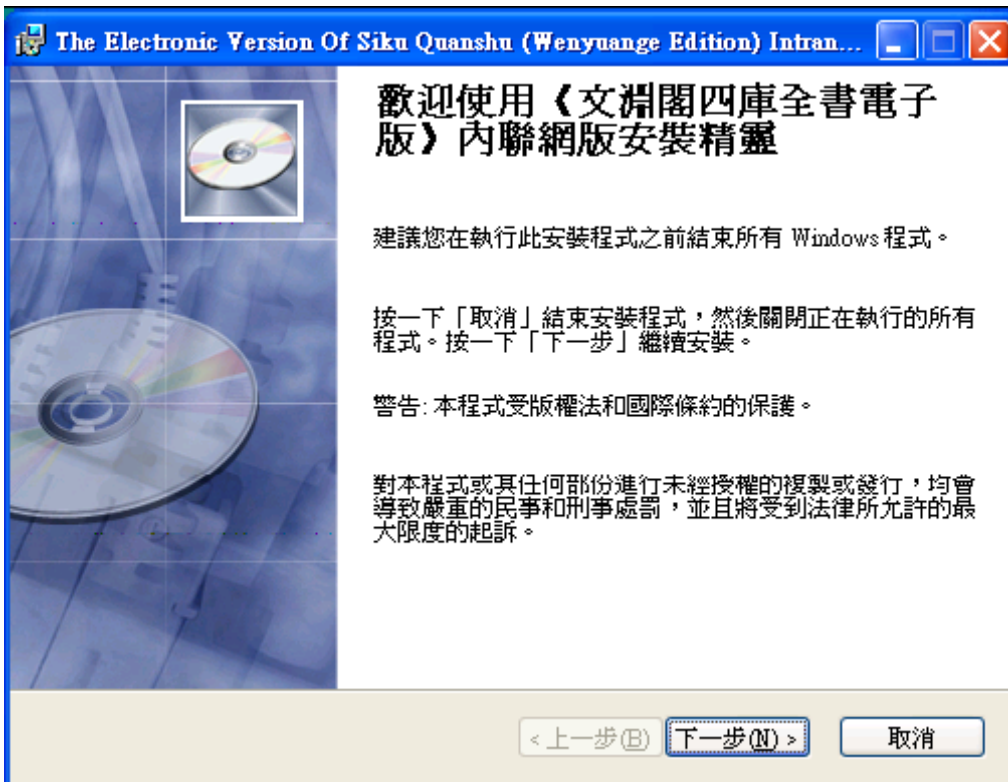 The Electronic Version Of Siku Quanshu (Wenyuange Edition) Intran...
歡迎使用《文淵閣四庫全書電子
版》內聯網版安裝精靈
建議您在執行此安裝程式之前結束所有 Windows 程式。
按一下「取消」結束安裝程式，然後關閉正在執行的所有
程式。按一下「下一步」繼續安裝。
警告: 本程式受版權法和國際條約的保護。
對本程式或其任何部份進行未經授權的複製或發行，均會
導致嚴重的民事和刑事處罰，並且將受到法律所允許的最
大限度的起訴。
< 上一步(B) 下一步(N) > 取消